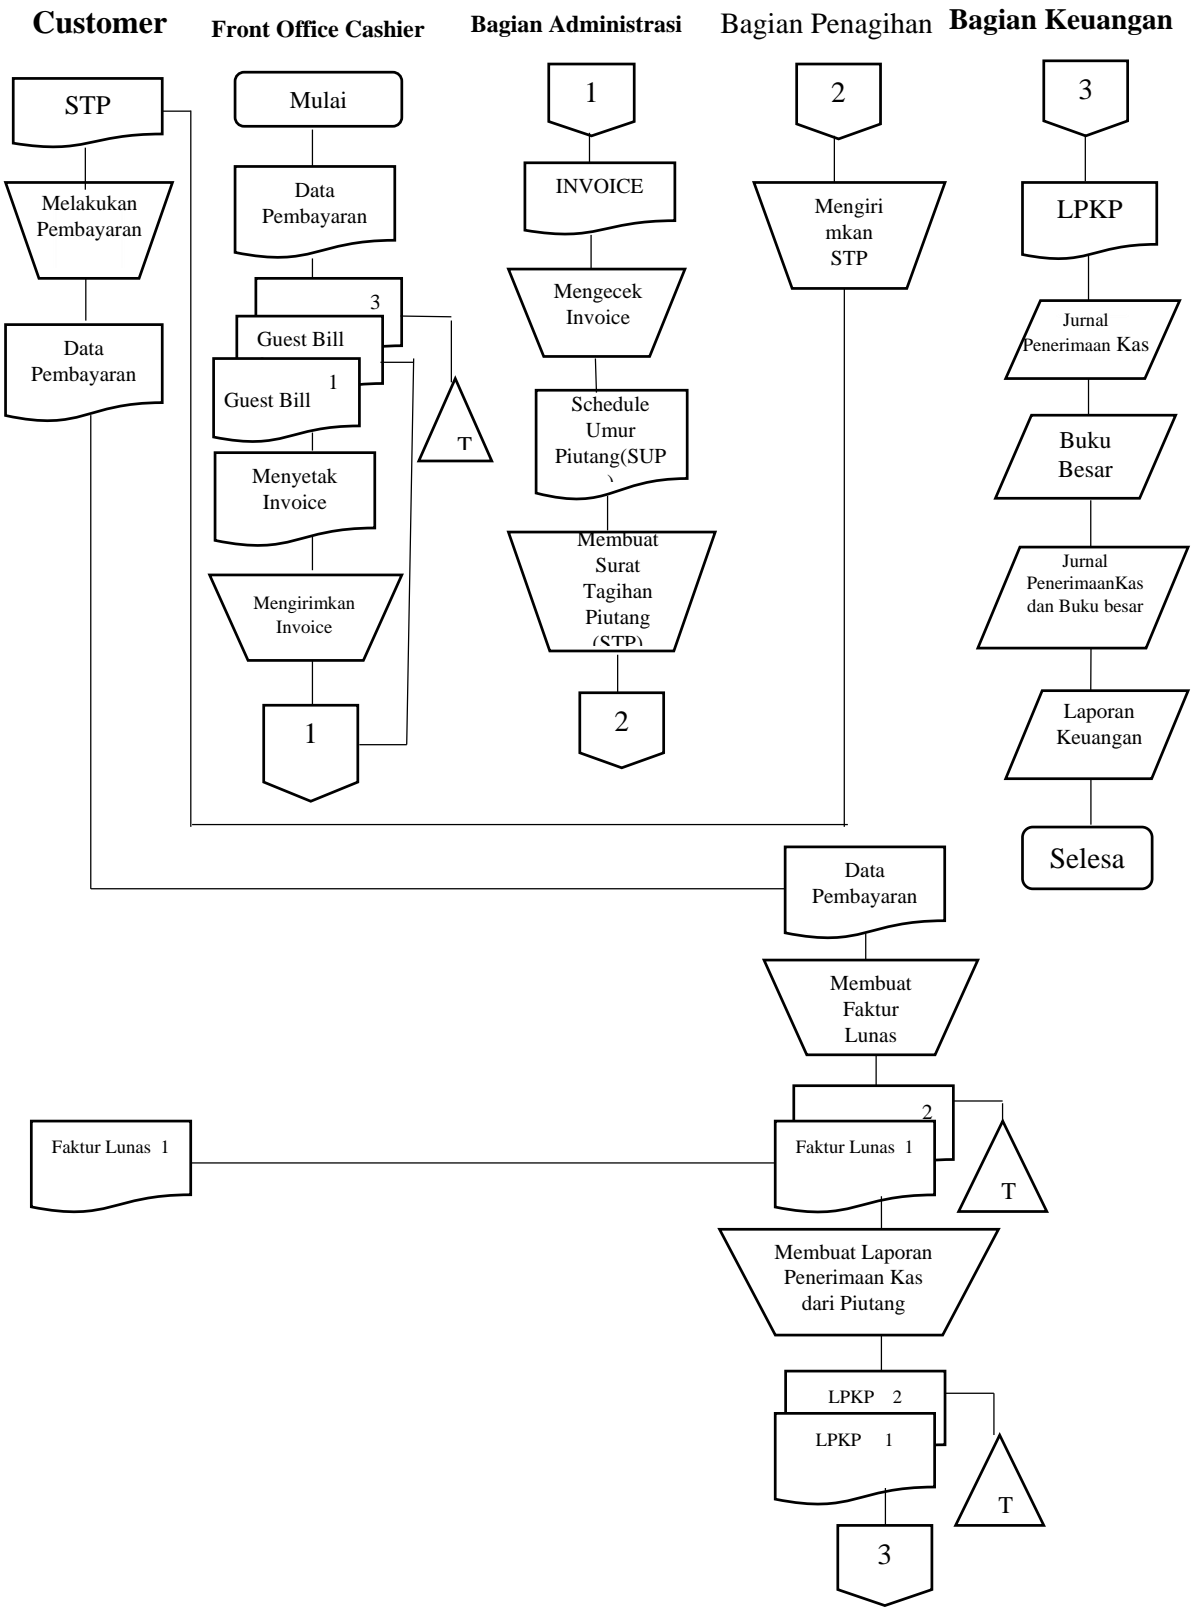 Customer
Front Office Cashier
Bagian Administrasi
Bagian Penagihan
Bagian Keuangan
STP
Melakukan
Pembayaran
Data
Pembayaran
Faktur Lunas 1
Mulai
Data
Pembayaran
3
Guest Bill
1
Guest Bill
T
Menyetak
Invoice
Mengirimkan
Invoice
1
1
INVOICE
Mengecek
Invoice
Schedule
Umur
Piutang(SUP
)
Membuat
Surat
Tagihan
Piutang
(STP)
2
2
Mengiri
mkan
STP
Data
Pembayaran
Membuat
Faktur
Lunas
2
Faktur Lunas 1
T
Membuat Laporan
Penerimaan Kas
dari Piutang
LPKP 2
LPKP 1
T
3
3
LPKP
Jurnal
Penerimaan Kas
Buku
Besar
Jurnal
PenerimaanKas
dan Buku besar
Laporan
Keuangan
Selesa